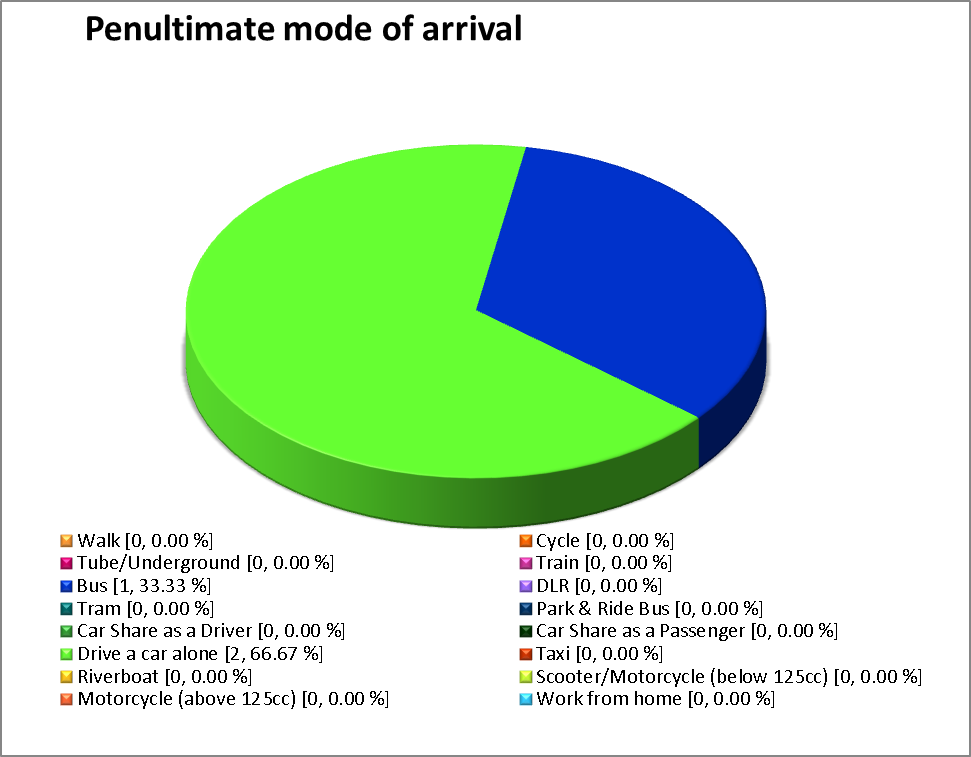 Penultimate mode of arrival
Walk [0, 0.00 %]
Cycle [0, 0.00 %]
Tube/Underground [0, 0.00 %]
Train [0, 0.00 %]
Bus [1, 33.33 %]
DLR [0, 0.00 %]
Tram [0, 0.00 %]
Park & Ride Bus [0, 0.00 %]
Car Share as a Driver [0, 0.00 %]
Car Share as a Passenger [0, 0.00 %]
Drive a car alone [2, 66.67 %]
Taxi [0, 0.00 %]
Riverboat [0, 0.00 %]
Scooter/Motorcycle (below 125cc) [0, 0.00 %]
Motorcycle (above 125cc) [0, 0.00 %]
Work from home [0, 0.00 %]